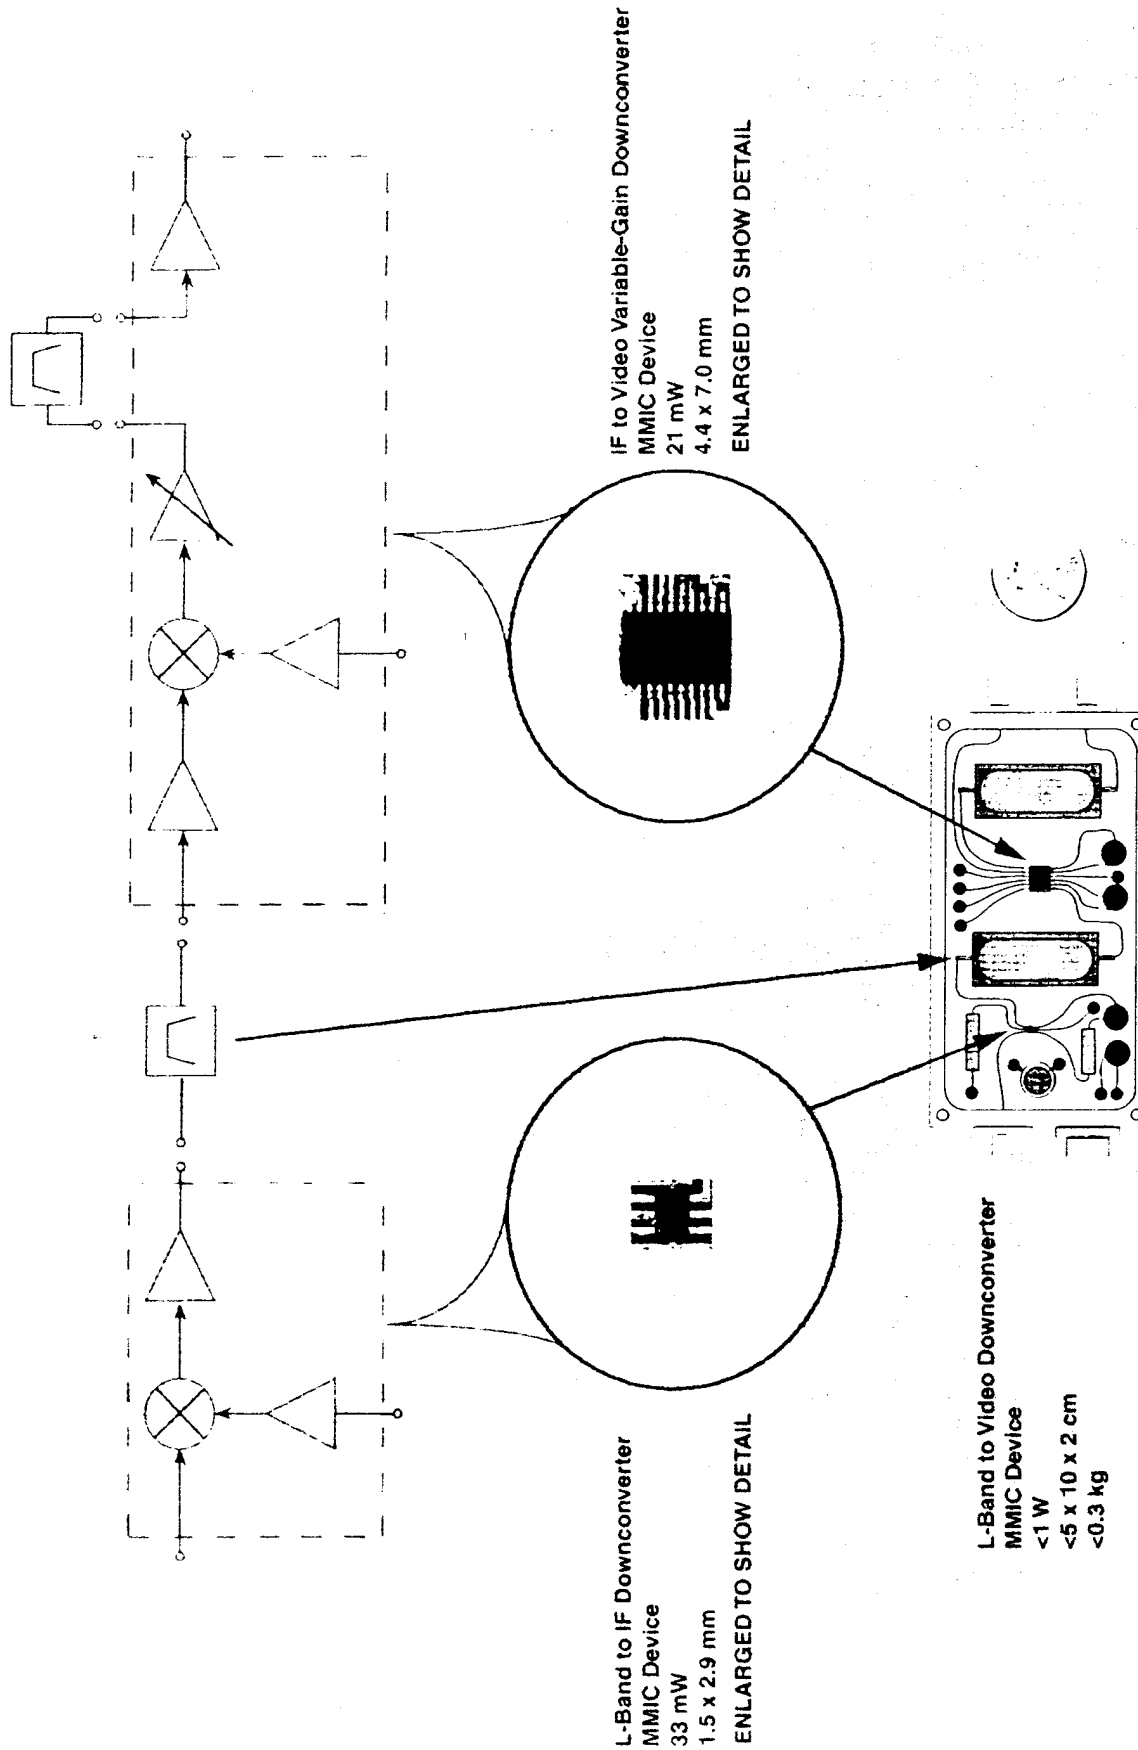 L-Band to IF Downconverter
MMIC Device
33 mW
1.5 x 2.9 mm
ENLARGED TO SHOW DETAIL
IF to Video Variable-Gain Downconverter
MMIC Device
21 mW
4.4 x 7.0 mm
ENLARGED TO SHOW DETAIL
L-Band to Video Downconverter
MMIC Device
<1 W
<5 x 10 x 2 cm
<0.3 kg